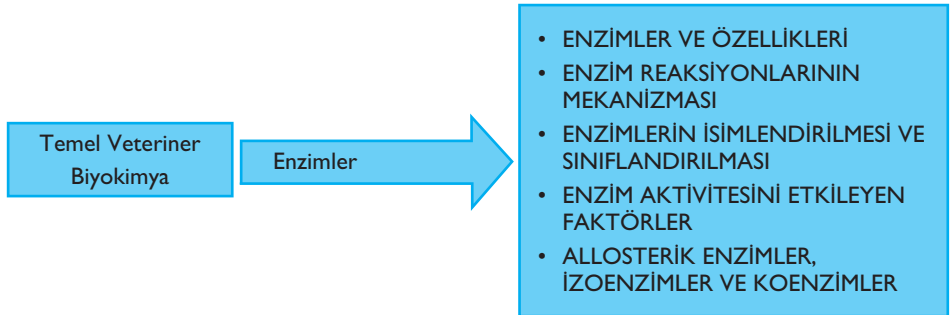 Temel Veteriner
Biyokimya
Enzimler
• ENZİMLER VE ÖZELLİKLERİ
• ENZİM REAKSİYONLARININ
MEKANİZMASI
• ENZİMLERİN İSİMLENDİRİLMESİ VE
SINIFLANDIRILMASI
• ENZİM AKTİVİTESİNİ ETKİLEYEN
FAKTÖRLER
• ALLOSTERİK ENZİMLER,
İZOENZİMLER VE KOENZİMLER